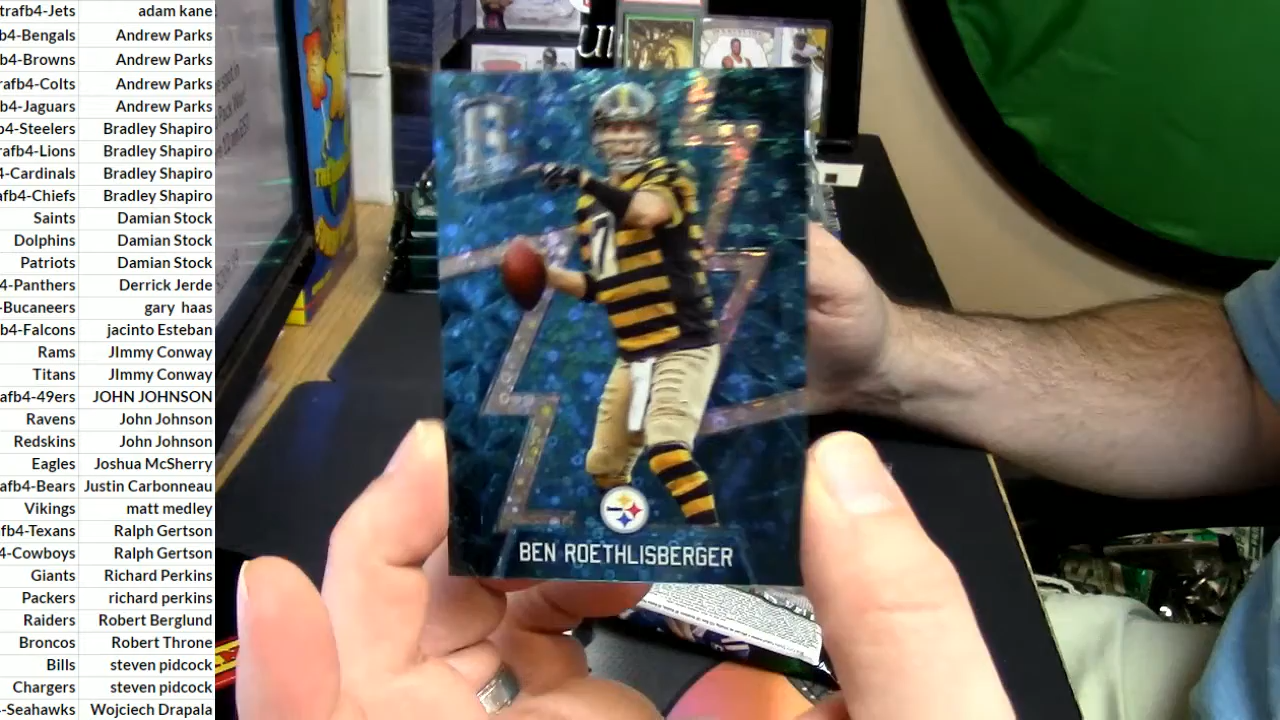 trafb4-Jets adam kane
b4-Bengals Andrew Parks
fb4-Browns Andrew Parks
rafb4-Colts Andrew Parks
b4-Jaguars Andrew Parks
b4-Steelers Bradley Shapiro
rafb4-Lions Bradley Shapiro
4-Cardinals Bradley Shapiro
afb4-Chiefs Bradley Shapiro
Saints Damian Stock
Dolphins Damian Stock
Patriots Damian Stock
4-Panthers Derrick Jerde
-Bucaneers gary haas
b4-Falcons jacinto Esteban
Rams JImmy Conway
Titans JImmy Conway
afb4-49ers JOHN JOHNSON
Ravens John Johnson
Redskins John Johnson
Eagles Joshua McSherry
afb4-Bears Justin Carbonneau
Vikings matt medley
fb4-Texans Ralph Gertson
4-Cowboys Ralph Gertson
Giants Richard Perkins
Packers richard perkins
Raiders Robert Berglund
Broncos Robert Throne
Bills steven pidcock
Chargers steven pidcock
-Seahawks Wojciech Drapala
BEN ROETHLISBERGER